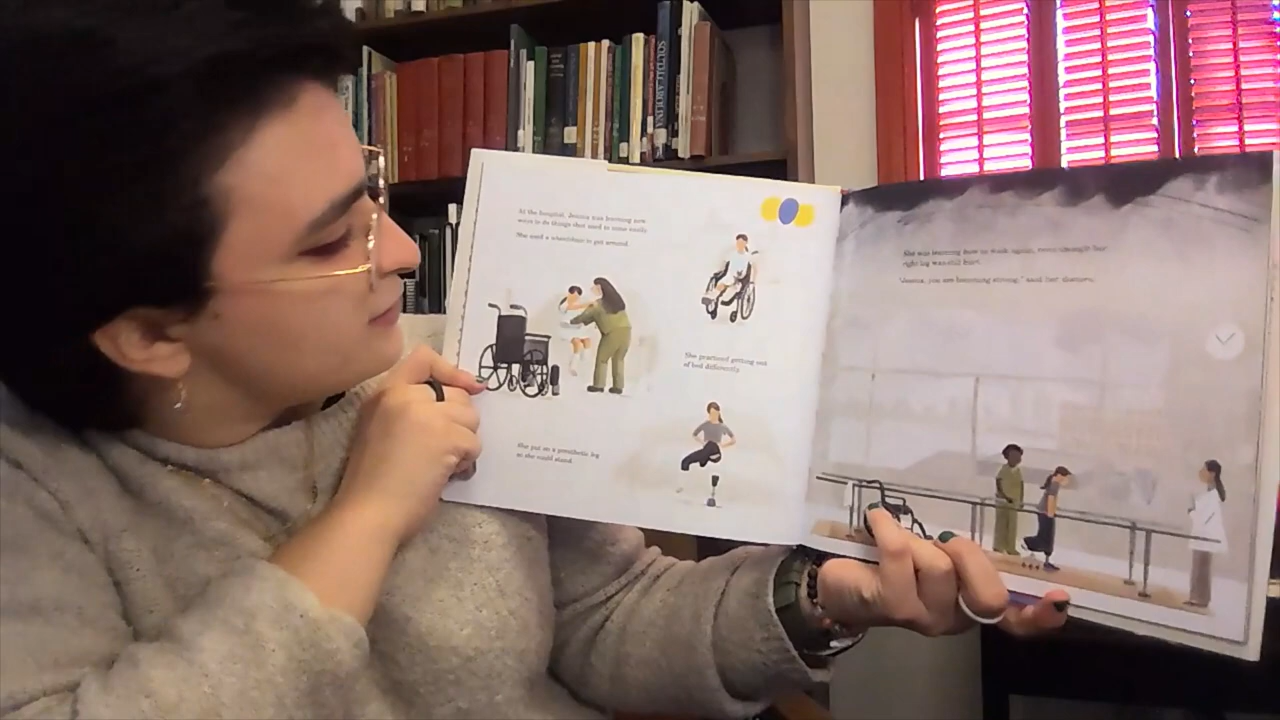 At the hospital, Jessica was learning new
ways to do things that used to come easily.
She used a wheelchair to get around.
She practiced getting out
of bed differently.
She put on a prosthetic leg
so she could stand.
She was learning how to walk again, even though her
right leg was still hurt.
"Jessica, you are becoming strong," said her doctors.
SOUTH CAROLINA